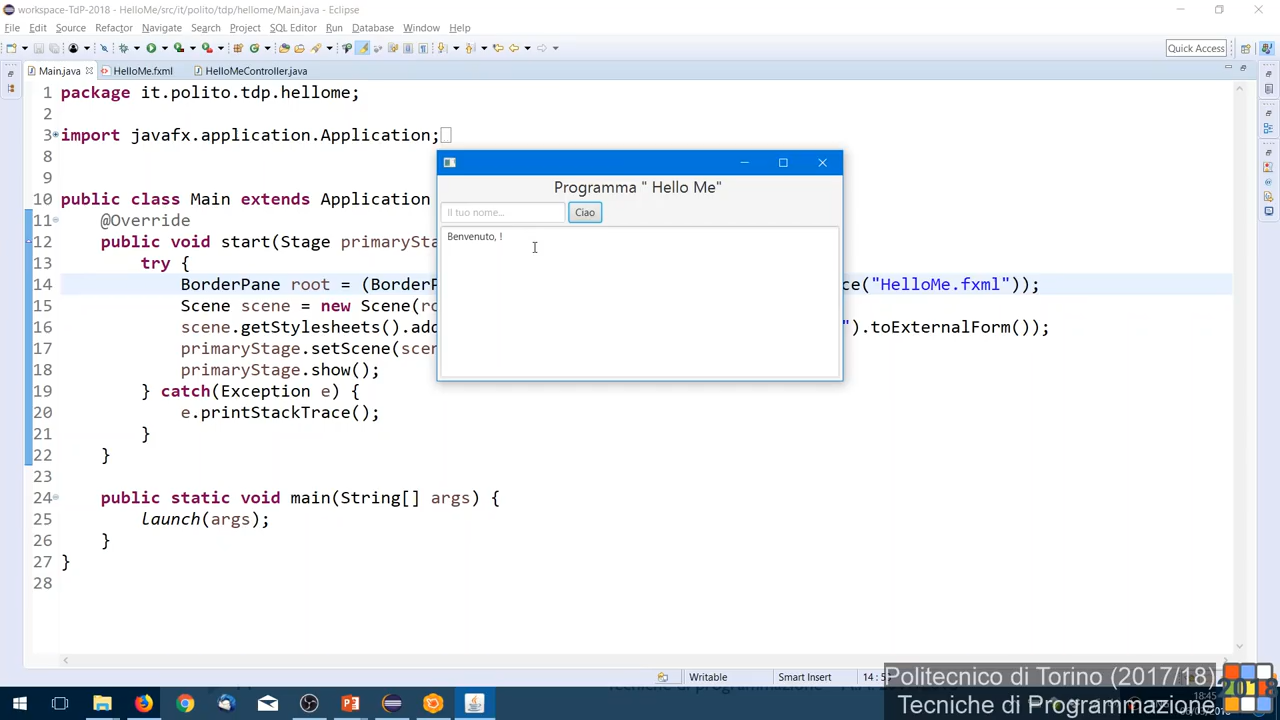 workspace-TdP-2018 - HelloMe/src/it/polito/tdp/hellome/Main.java - Eclipse
File Edit Source Refactor Navigate Search Project SQL Editor Run Database Window Help
Quick Access
Main.java HelloMe.fxml HelloMeController.java
1 package it.polito.tdp.hellome;
2
3 import javafx.application.Application;
8
9
10 public class Main extends Application
11 @Override
12 public void start(Stage primarySta
13 try {
14 BorderPane root = (BorderP ce("HelloMe.fxml"));
15 Scene scene = new Scene(ro
16 scene.getStylesheets().add ").toExternalForm());
17 primaryStage.setScene(scen
18 primaryStage.show();
19 } catch(Exception e) {
20 e.printStackTrace();
21 }
22 }
23
24 public static void main(String[] args) {
25 launch(args);
26 }
27 }
28
Programma " Hello Me"
Il tuo nome... Ciao
Benvenuto, !
Writable Smart Insert 14 : 5
Politecnico di Torino (2017/18)
Tecniche di Programmazione
2018
18:45